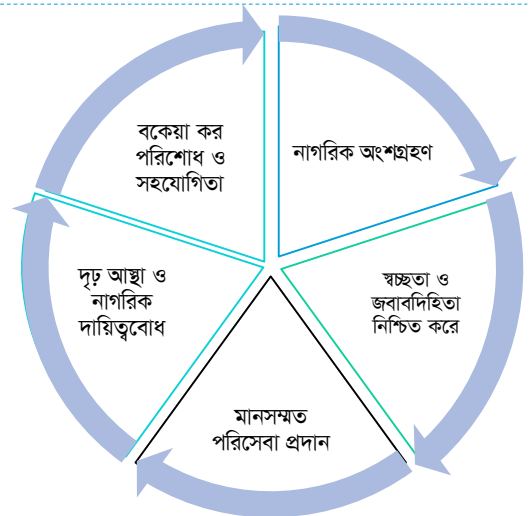 নাগরিক অংশগ্রহণ
স্বচ্ছতা ও
জবাবদিহিতা
নিশ্চিত করে
মানসম্মত
পরিসেবা প্রদান
দৃঢ় আস্থা ও
নাগরিক
দায়িত্ববোধ
বকেয়া কর
পরিশোধ ও
সহযোগিতা